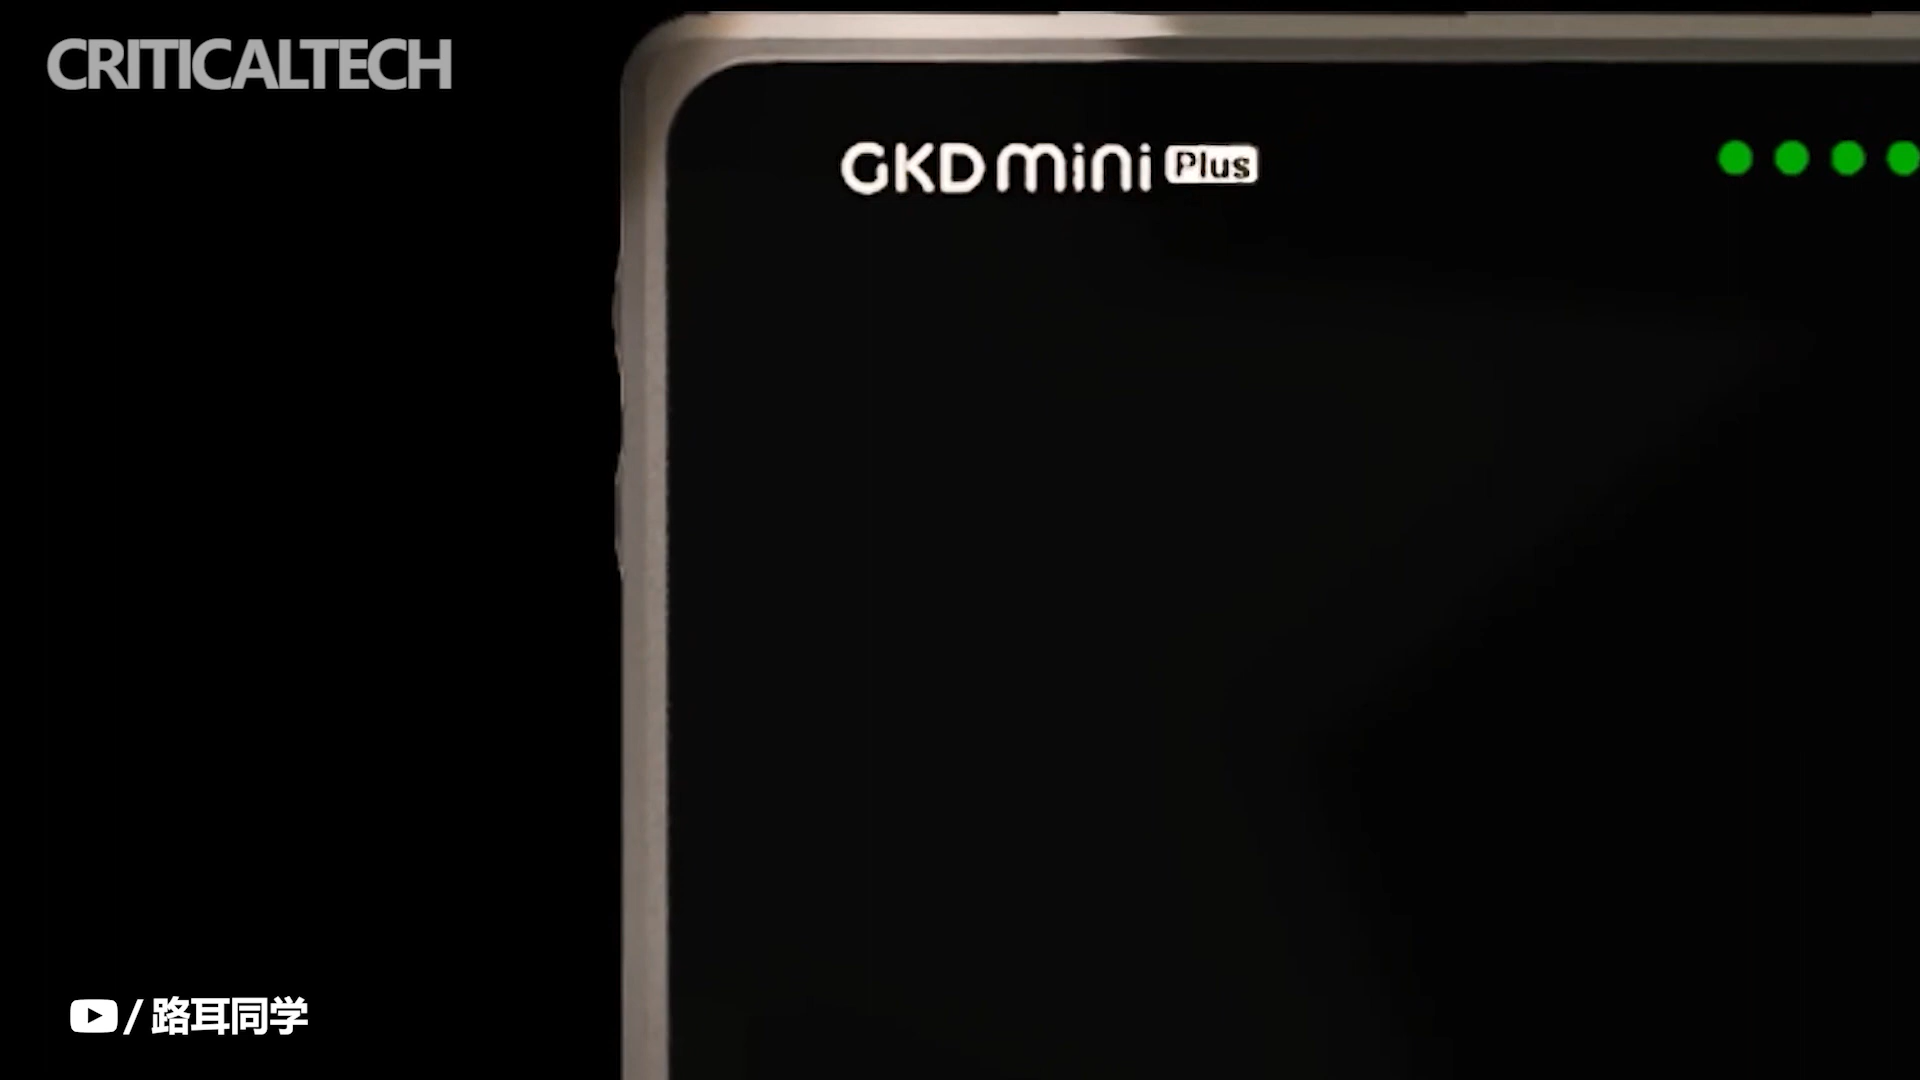 CRITICALTECH
GKD mini Plus
/ 路耳同学